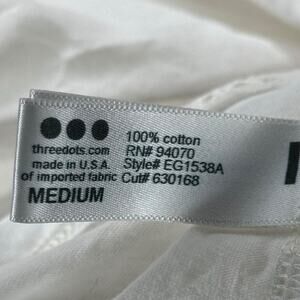 threedots.com
made in U.S.A.
of imported fabric
MEDIUM
100% cotton
RN# 94070
Style# EG1538A
Cut# 630168